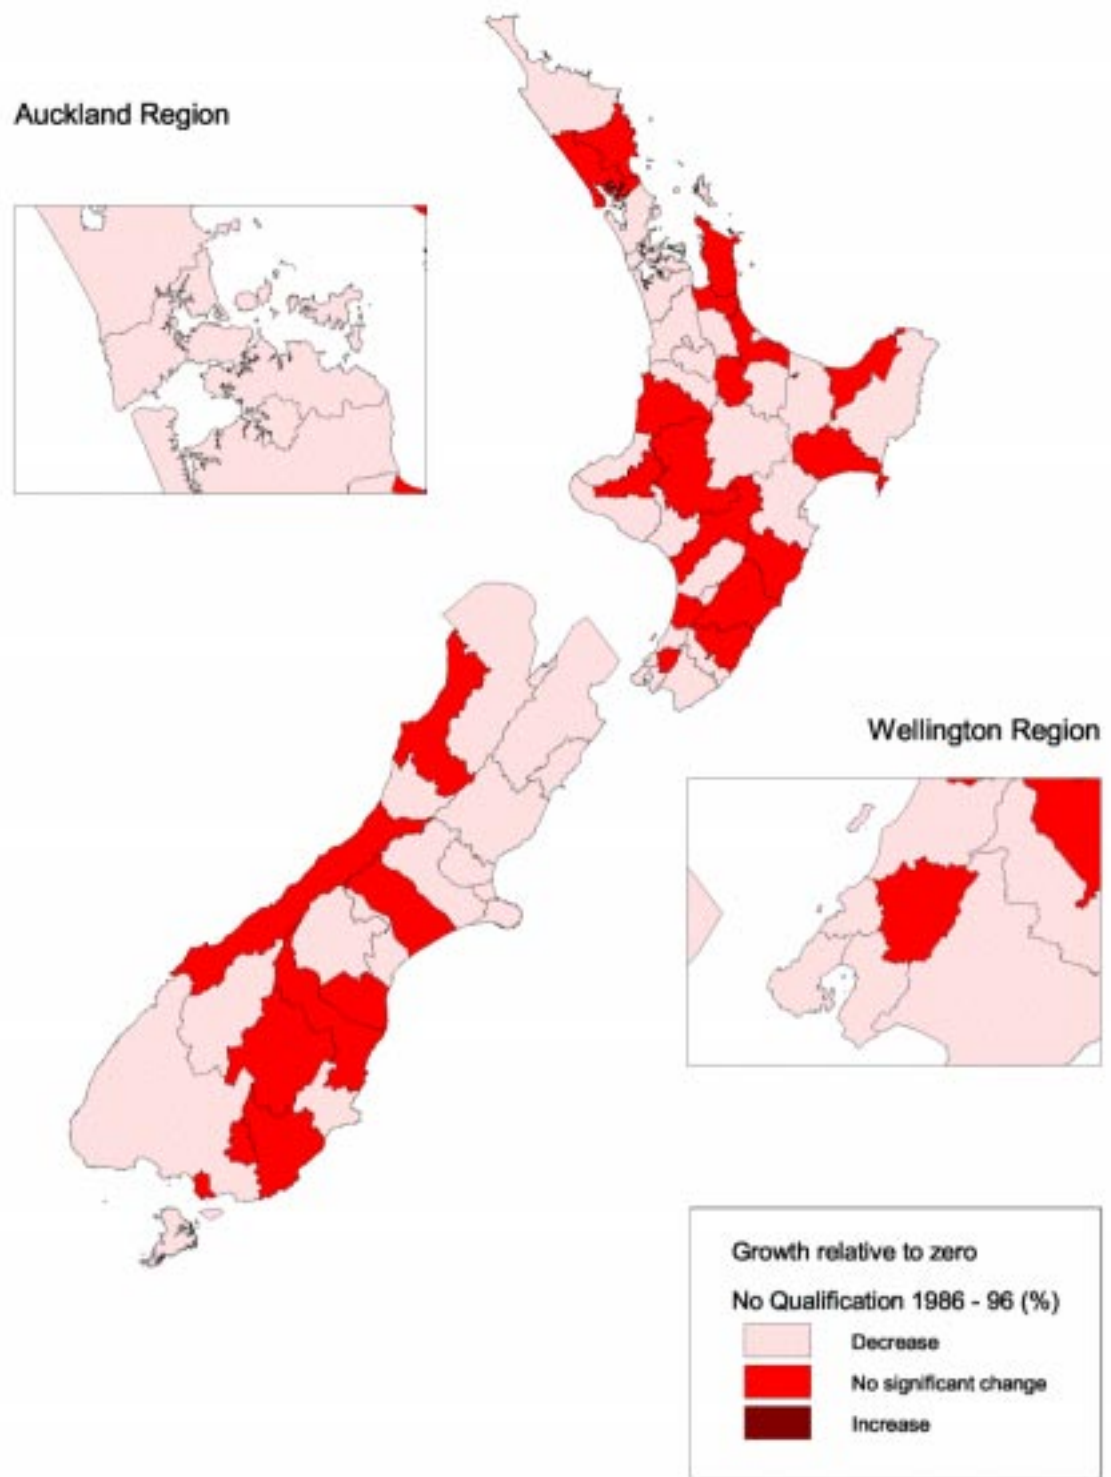 Auckland Region
Wellington Region
Growth relative to zero
No Qualification 1986 - 96 (%)
Decrease
No significant change
Increase